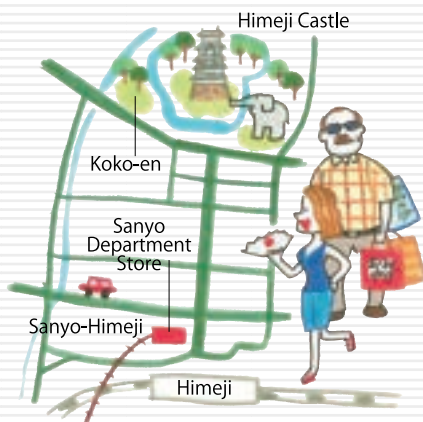 Himeji Castle
Koko-en
Sanyo
Department
Store
Sanyo-Himeji
Himeji